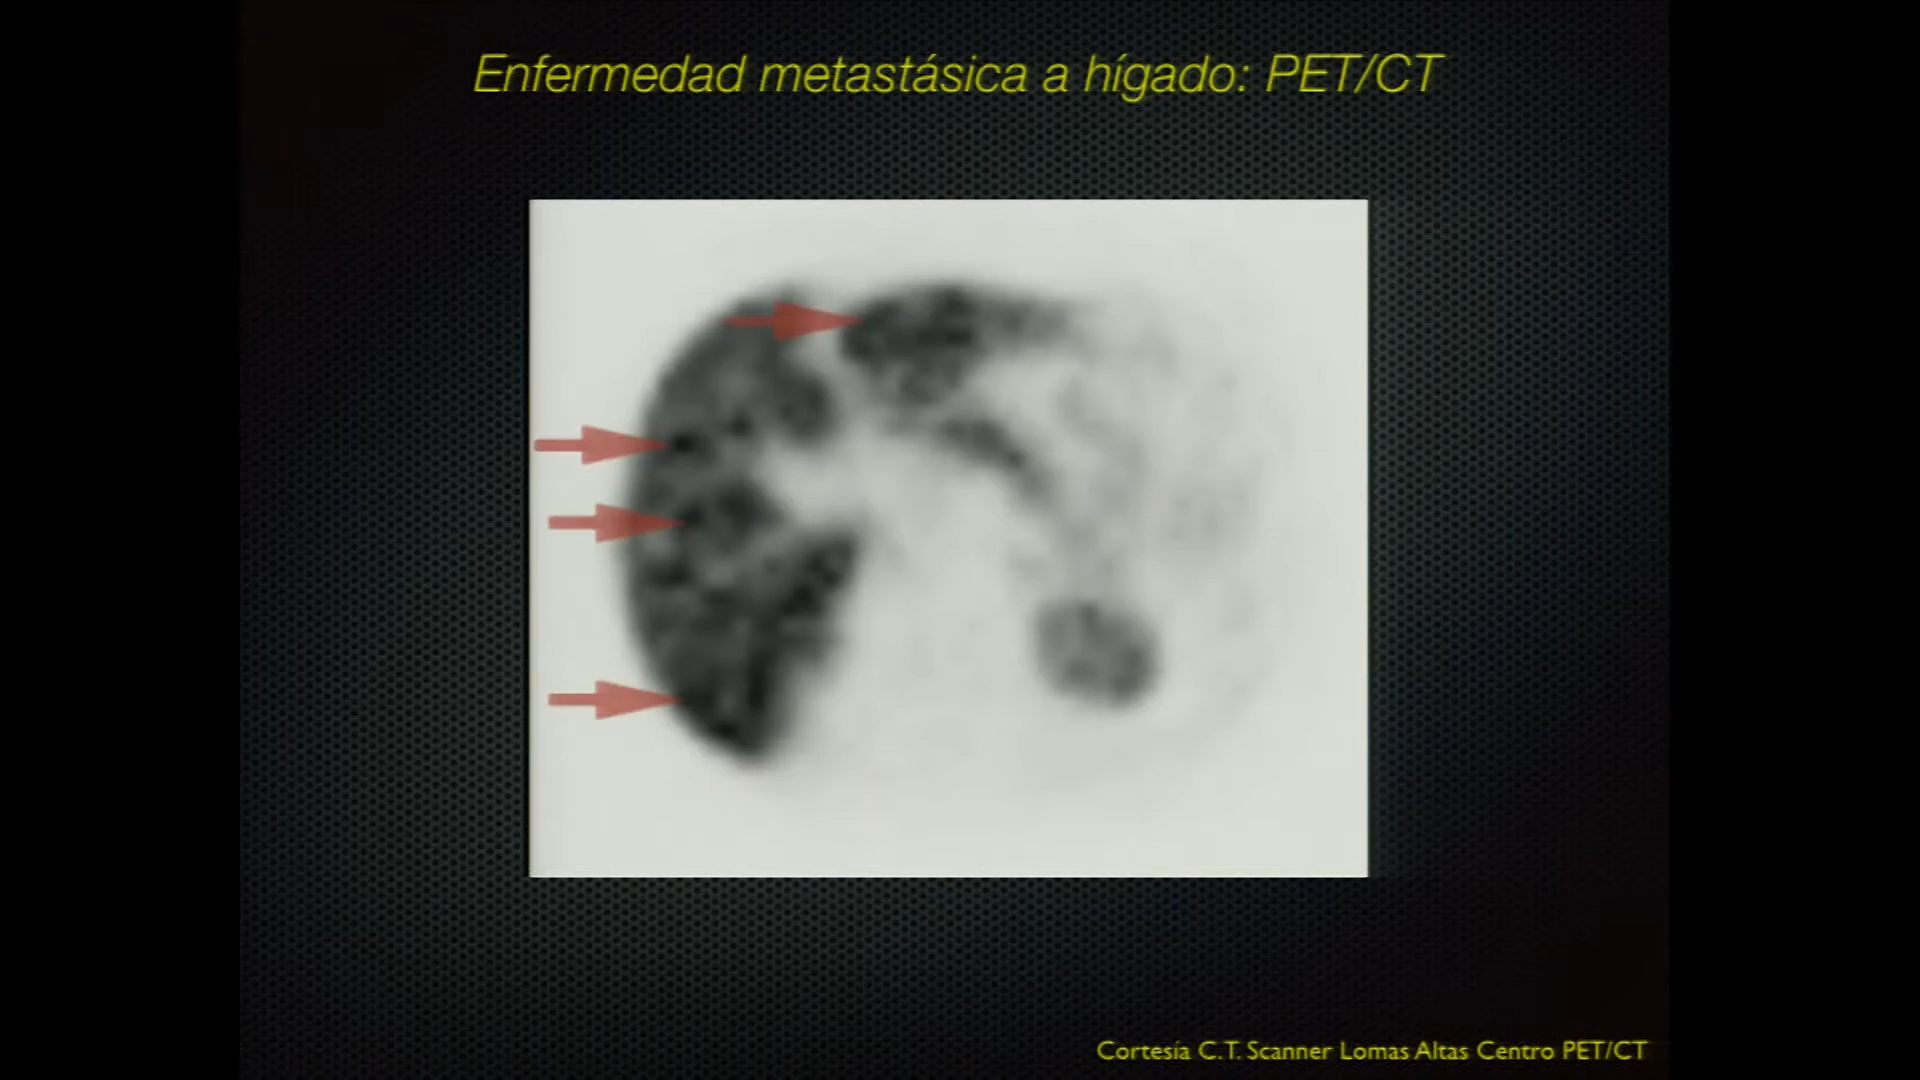 Enfermedad metastásica a hígado: PET/CT
Cortesía C.T. Scanner Lomas Altas Centro PET/CT